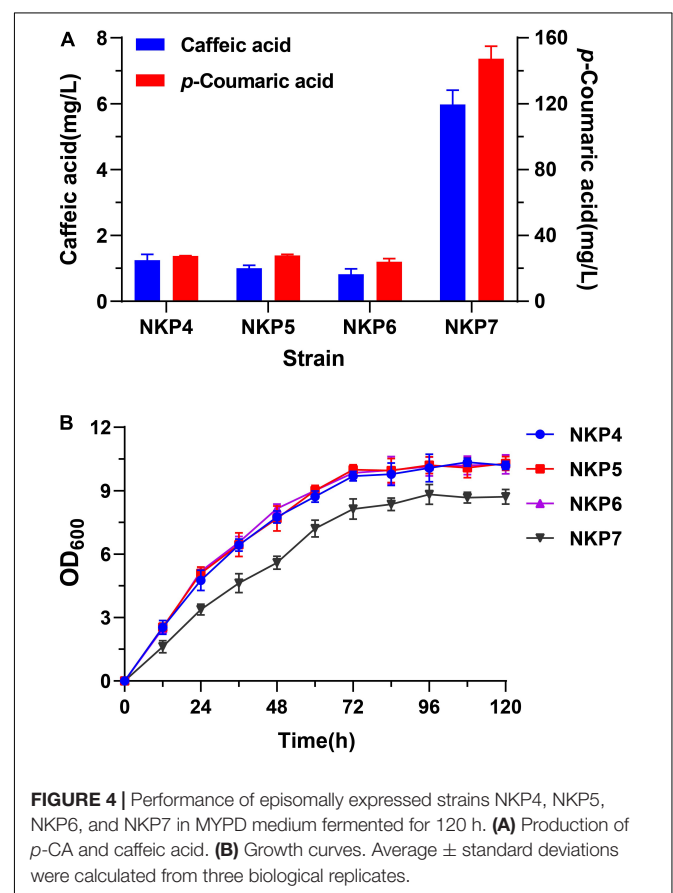 A
Caffeic acid
p-Coumaric acid
Caffeic acid(mg/L)
8
6
4
2
0
p-Coumaric acid(mg/L)
160
120
80
40
0
NKP4 NKP5 NKP6 NKP7
Strain
B
OD600
12
9
6
3
0
0 24 48 72 96 120
Time(h)
NKP4
NKP5
NKP6
NKP7
FIGURE 4 | Performance of episomally expressed strains NKP4, NKP5,
NKP6, and NKP7 in MYPD medium fermented for 120 h. (A) Production of
p-CA and caffeic acid. (B) Growth curves. Average ± standard deviations
were calculated from three biological replicates.